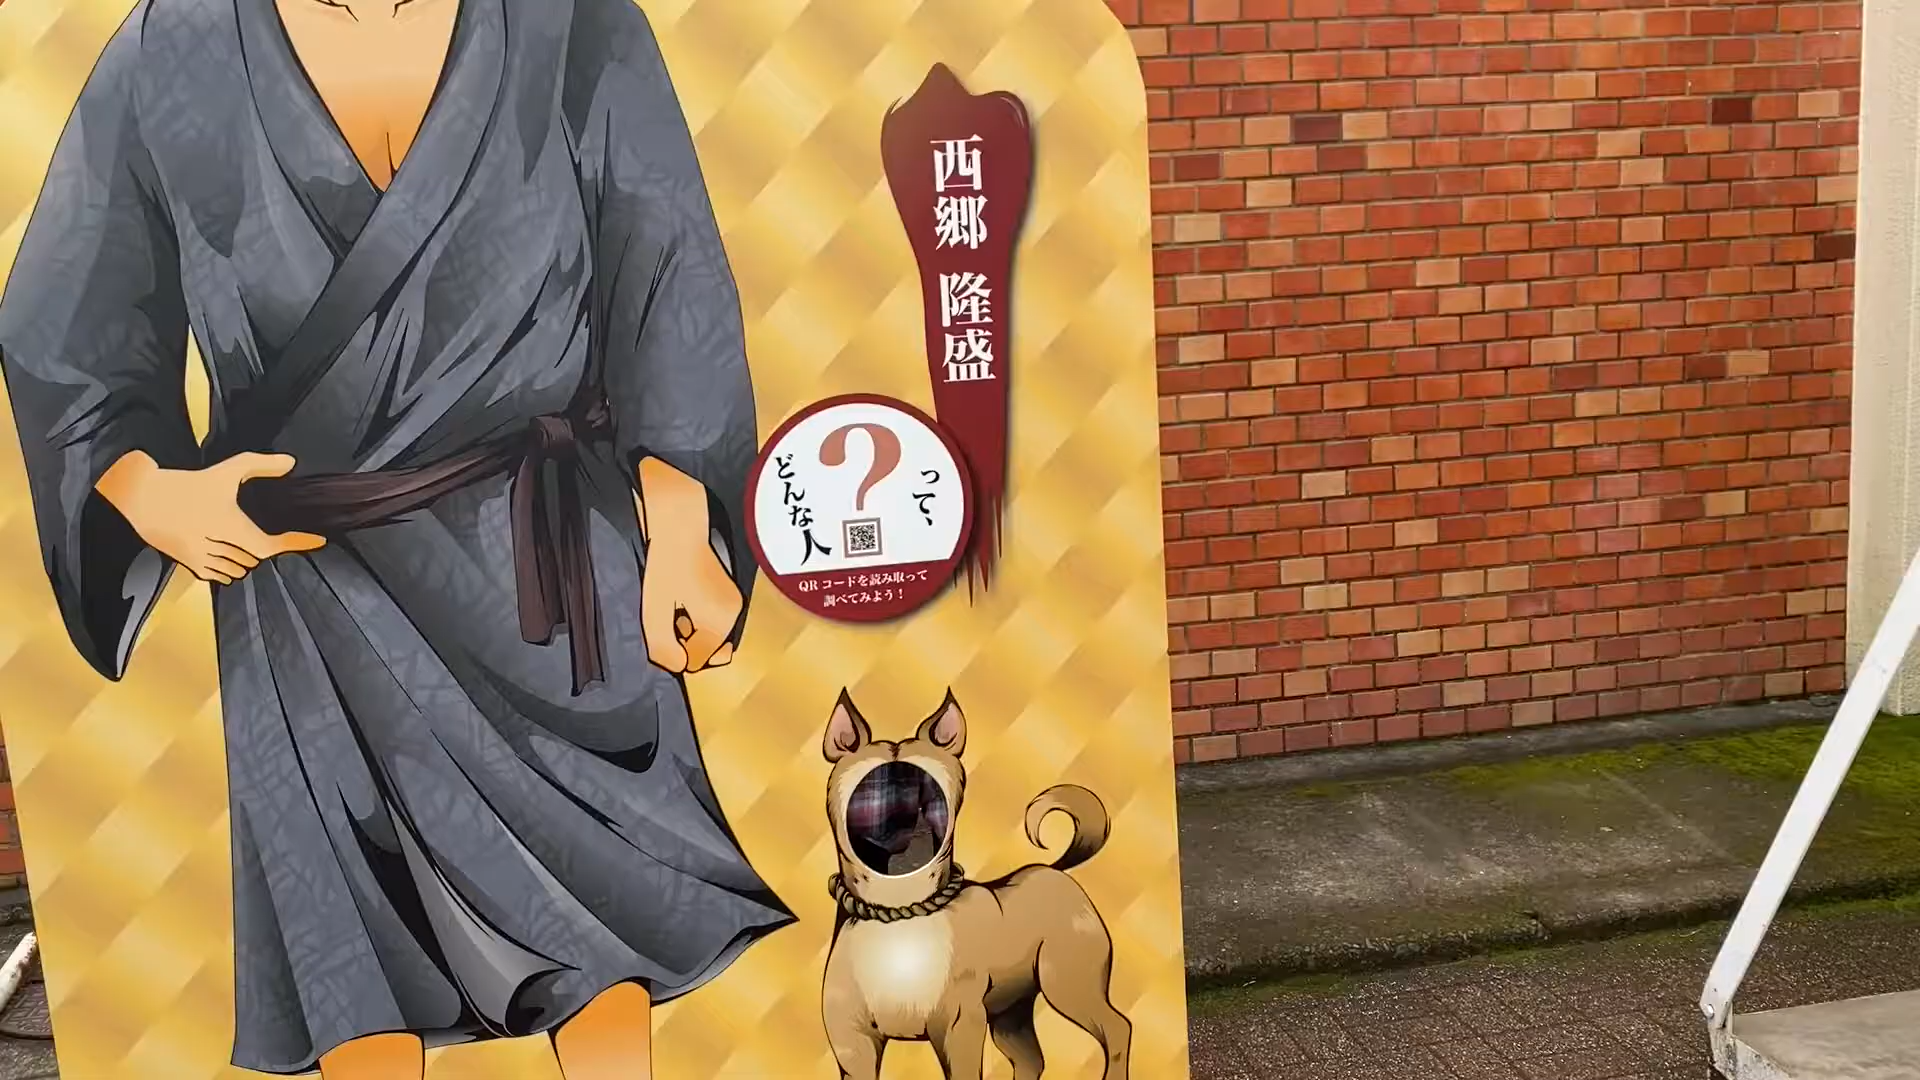 西郷 隆盛
って、
どんな人
?
QRコードを読み取って
調べてみよう!